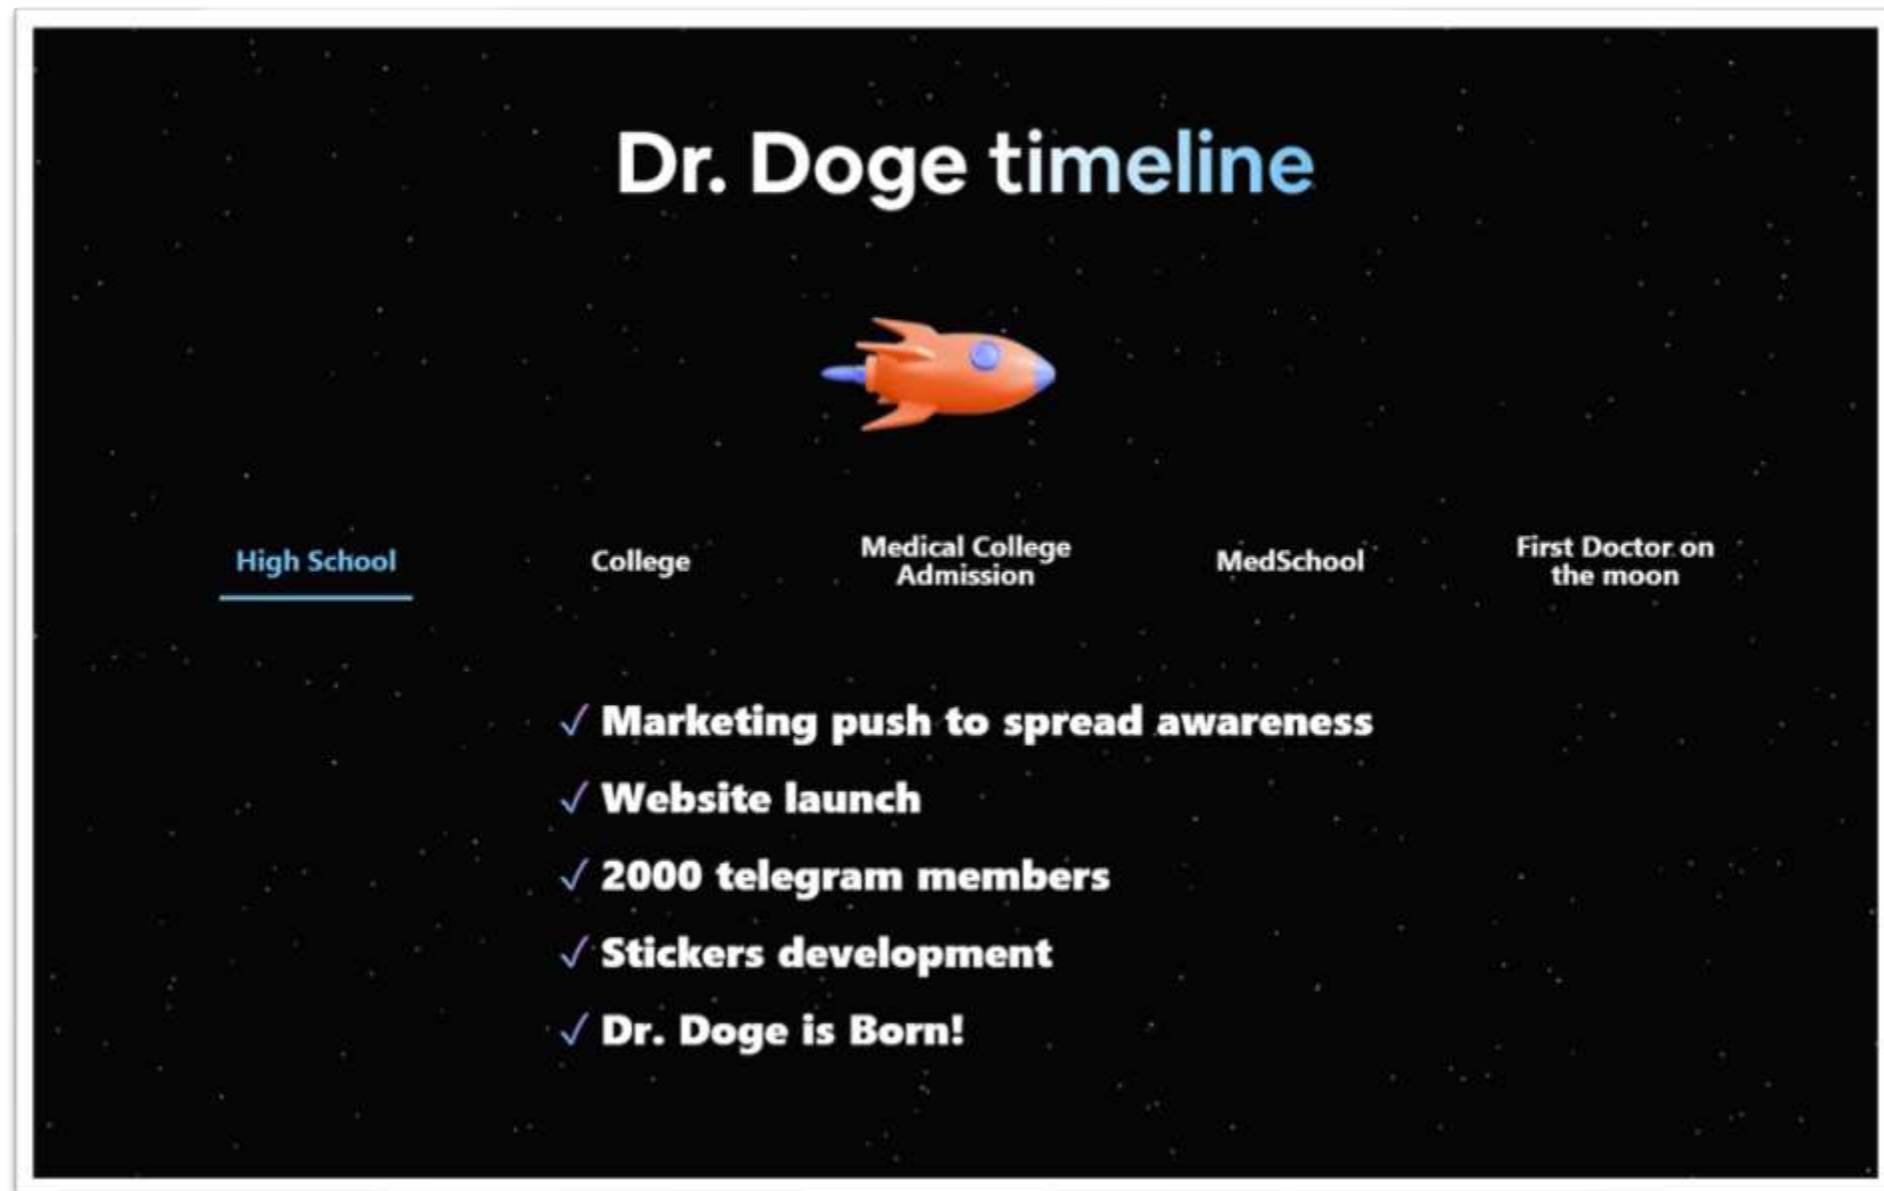 Dr. Doge timeline
High School
College
Medical College
Admission
MedSchool
First Doctor on
the moon
Marketing push to spread awareness
Website launch
2000 telegram members
Stickers development
Dr. Doge is Born!